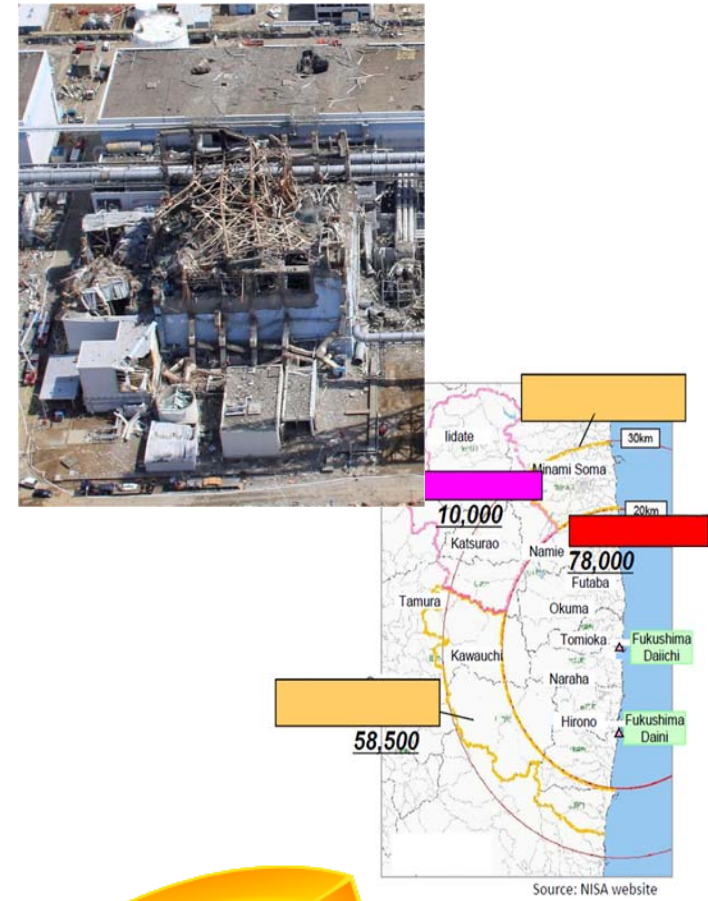 30km
Iidate
Minami Soma
10,000
20km
Katsurao
Namie
78,000
Futaba
Tamura
Okuma
Tomioka
Fukushima
Daiichi
Kawauchi
Naraha
Hirono
Fukushima
Daini
58,500
Source: NISA website